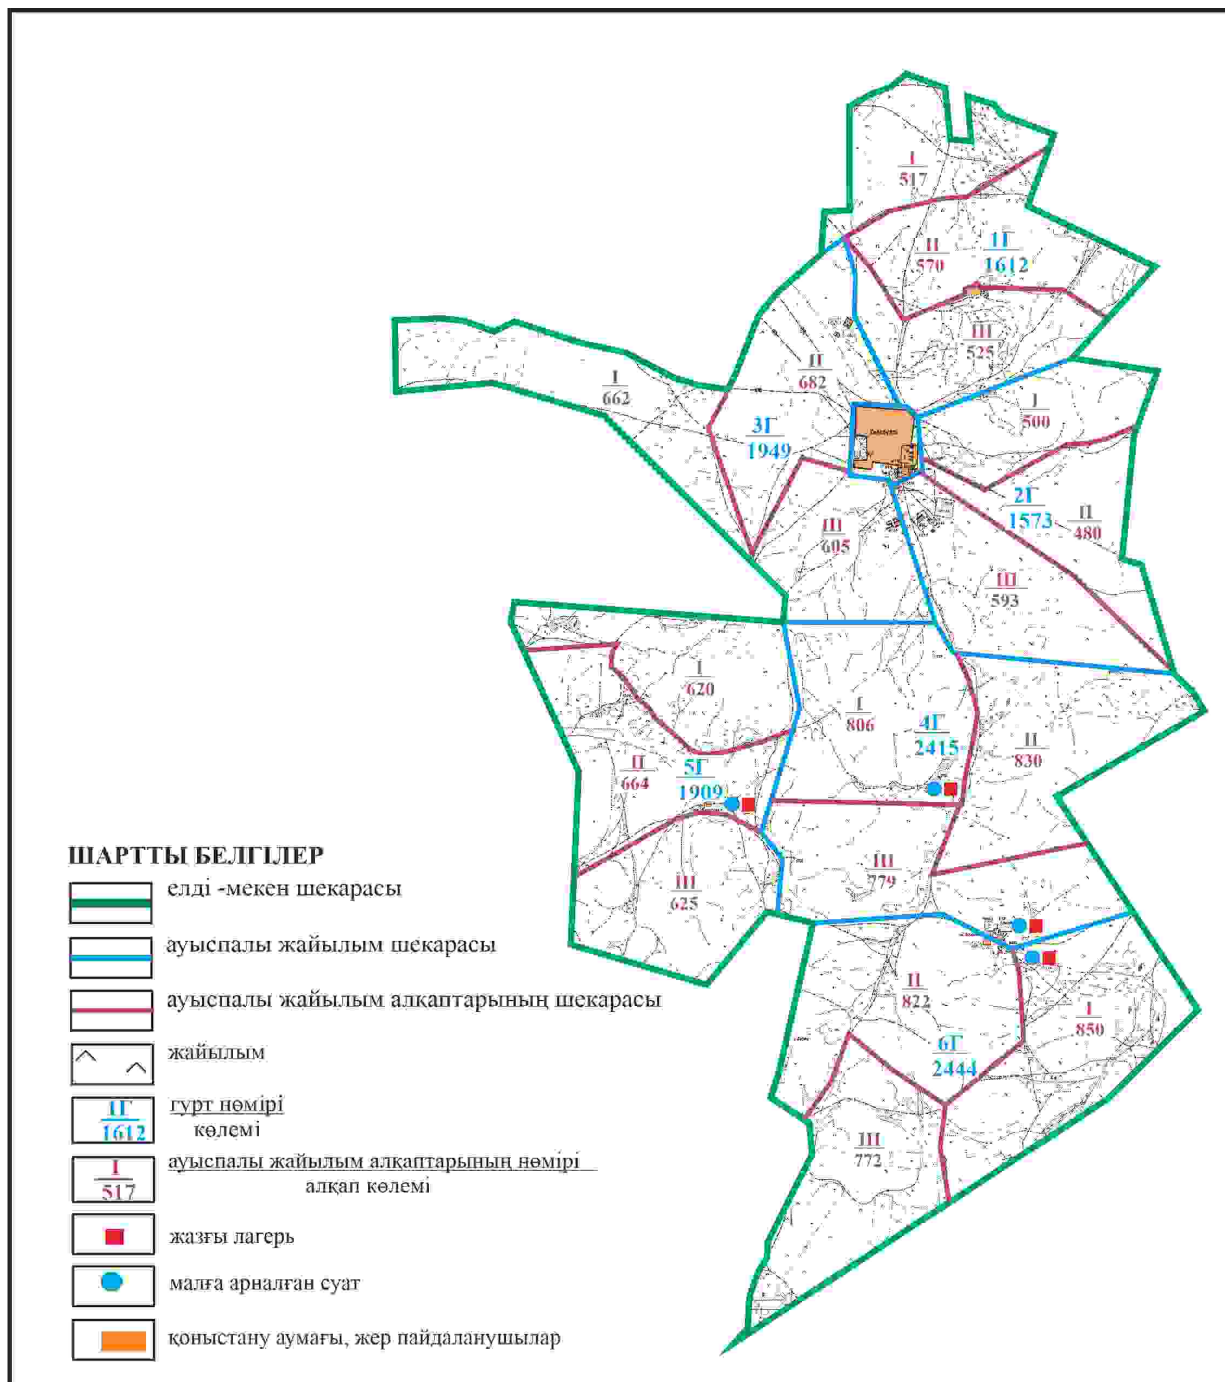 I
517
II
570
1Г
1612
III
525
I
662
II
682
I
500
3Г
1949
2Г
1573
II
480
III
605
III
593
I
620
I
806
4Г
2415
II
830
II
664
5Г
1909
III
625
III
779
II
822
I
850
6Г
2444
III
772
ШАРТТЫ БЕЛГІЛЕР
елді -мекен шекарасы
ауыспалы жайылым шекарасы
ауыспалы жайылым алқаптарының шекарасы
жайылым
1Г
1612
гурт нөмірі
көлемі
I
517
ауыспалы жайылым алқаптарының нөмірі
алқап көлемі
жазғы лагерь
малға арналған суат
қоныстану аумағы, жер пайдаланушылар